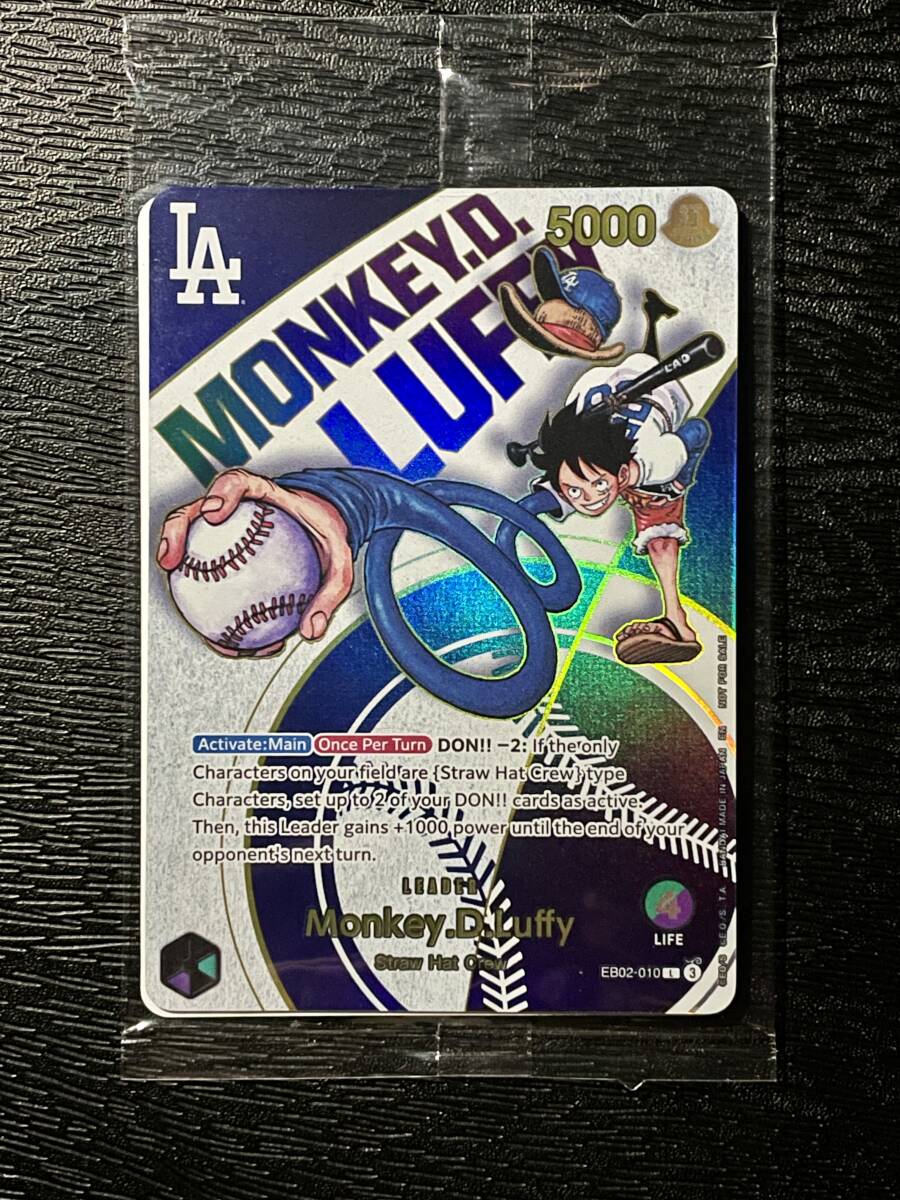 LA
MONKEY.D.
LUFFY
5000
LA
LAD
Activate:Main Once Per Turn DON!! −2: If the only
Characters on your field are {Straw Hat Crew} type
Characters, set up to 2 of your DON!! cards as active.
Then, this Leader gains +1000 power until the end of your
opponent's next turn.
LEADER
Monkey.D.Luffy
Straw Hat Crew
4
LIFE
EB02-010 L 3
©E.O./S. ©E.O./S., T.A. BANDAI MADE IN JAPAN EN NOT FOR SALE